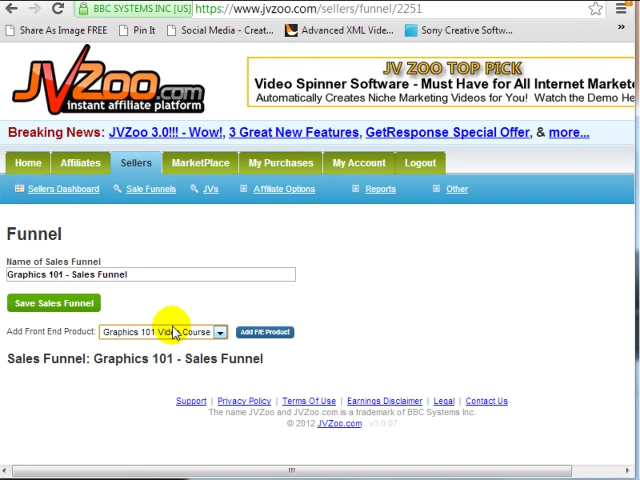 BBC SYSTEMS INC [US] https://www.jvzoo.com/sellers/funnel/2251
Share As Image FREE Pin It Social Media - Creat... Advanced XML Vide... Sony Creative Softw... »
JVZoo.com
instant affiliate platform
JV ZOO TOP PICK
Video Spinner Software - Must Have for All Internet Markete
Automatically Creates Niche Marketing Videos for You! Watch the Demo He
Breaking News: JVZoo 3.0!!! - Wow!, 3 Great New Features, GetResponse Special Offer, & more...
Home Affiliates Sellers MarketPlace My Purchases My Account Logout
Sellers Dashboard Sale Funnels JVs Affiliate Options Reports Other
Funnel
Name of Sales Funnel
Graphics 101 - Sales Funnel
Save Sales Funnel
Add Front End Product: Graphics 101 Video Course Add F/E Product
Sales Funnel: Graphics 101 - Sales Funnel
Support | Privacy Policy | Terms Of Use | Earnings Disclaimer | Legal | Contact Us
The name JVZoo and JVZoo.com is a trademark of BBC Systems Inc.
© 2012 JVZoo.com v3.0.07